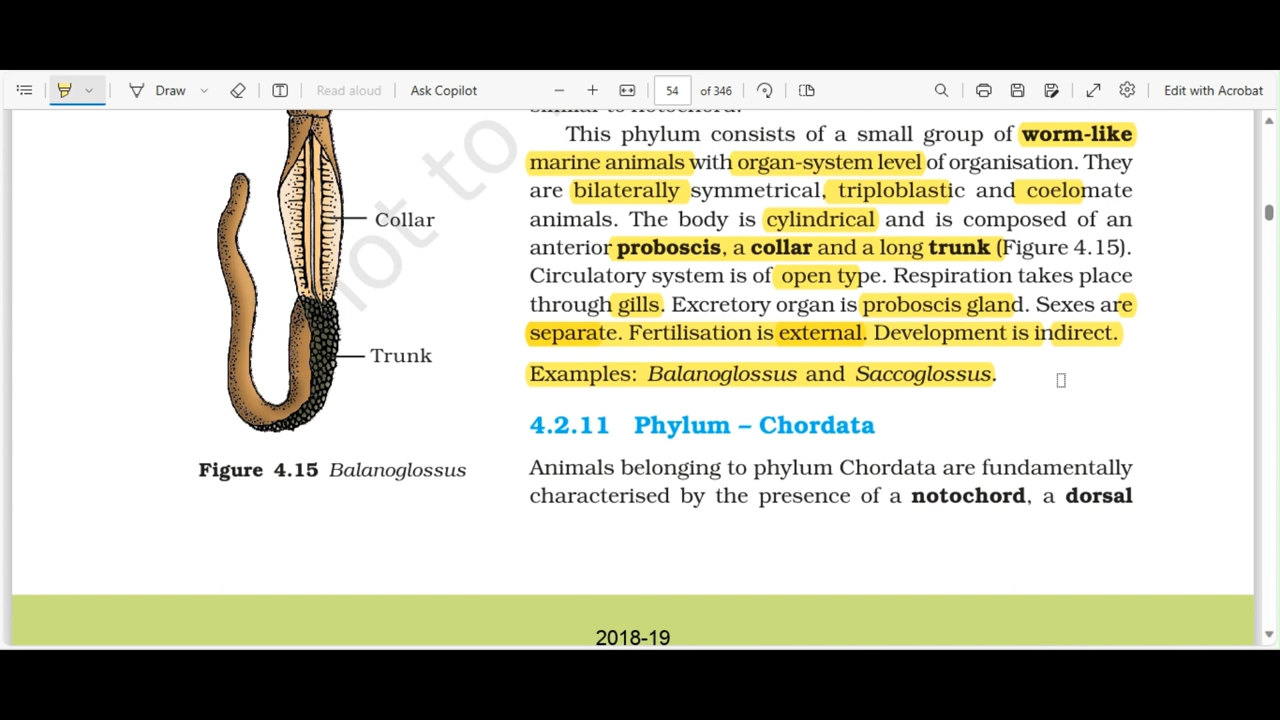 Read aloud
Draw
Ask Copilot
54 of 346
Edit with Acrobat
similar to notochord.
This phylum consists of a small group of worm-like
marine animals with organ-system level of organisation. They
are bilaterally symmetrical, triploblastic and coelomate
animals. The body is cylindrical and is composed of an
anterior proboscis, a collar and a long trunk (Figure 4.15).
Circulatory system is of open type. Respiration takes place
through gills. Excretory organ is proboscis gland. Sexes are
separate. Fertilisation is external. Development is indirect.
Examples: Balanoglossus and Saccoglossus.
Collar
Trunk
Figure 4.15 Balanoglossus
not to
4.2.11 Phylum – Chordata
Animals belonging to phylum Chordata are fundamentally
characterised by the presence of a notochord, a dorsal
2018-19